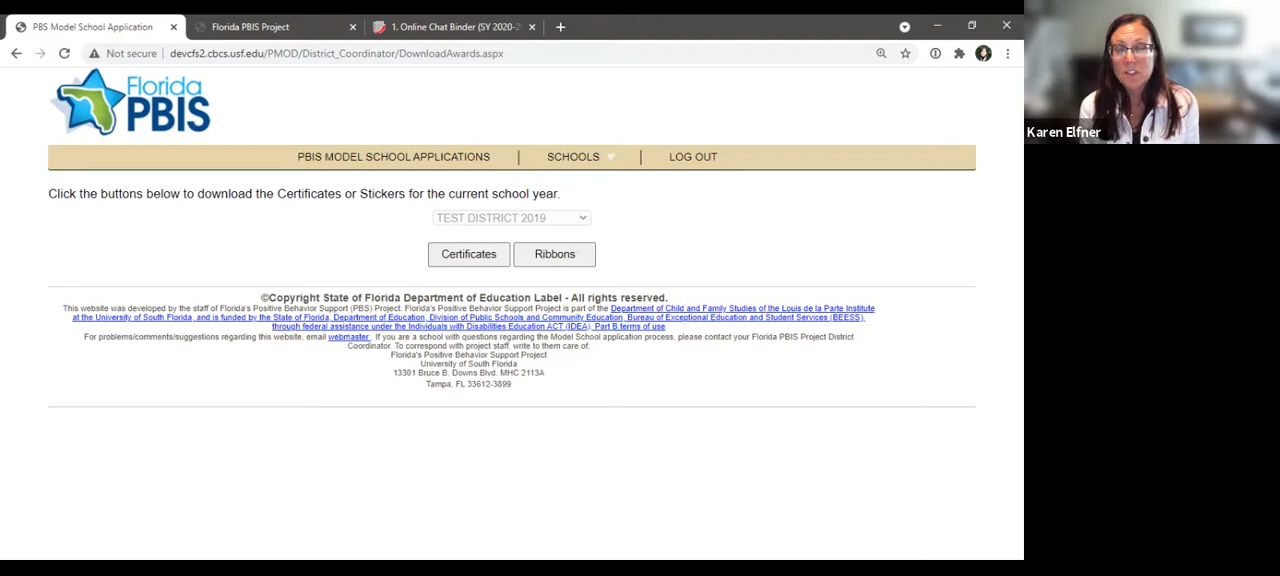 PBS Model School Application
Florida PBIS Project
1. Online Chat Binder (SY 2020-2
Not secure
devcfs2.cbcs.usf.edu/PMOD/District_Coordinator/DownloadAwards.aspx
Florida
PBIS
Karen Elfner
PBIS MODEL SCHOOL APPLICATIONS | SCHOOLS | LOG OUT
Click the buttons below to download the Certificates or Stickers for the current school year.
TEST DISTRICT 2019
Certificates
Ribbons
©Copyright State of Florida Department of Education Label - All rights reserved.
This website was developed by the staff of Florida's Positive Behavior Support (PBS) Project. Florida's Positive Behavior Support Project is part of the Department of Child and Family Studies of the Louis de la Parte Institute
at the University of South Florida, and is funded by the State of Florida, Department of Education, Division of Public Schools and Community Education, Bureau of Exceptional Education and Student Services (BEESS),
through federal assistance under the Individuals with Disabilities Education ACT (IDEA), Part B.terms of use
For problems/comments/suggestions regarding this website, email webmaster . If you are a school with questions regarding the Model School application process, please contact your Florida PBIS Project District
Coordinator. To correspond with project staff, write to them care of:
Florida's Positive Behavior Support Project
University of South Florida
13301 Bruce B. Downs Blvd. MHC 2113A
Tampa, FL 33612-3899